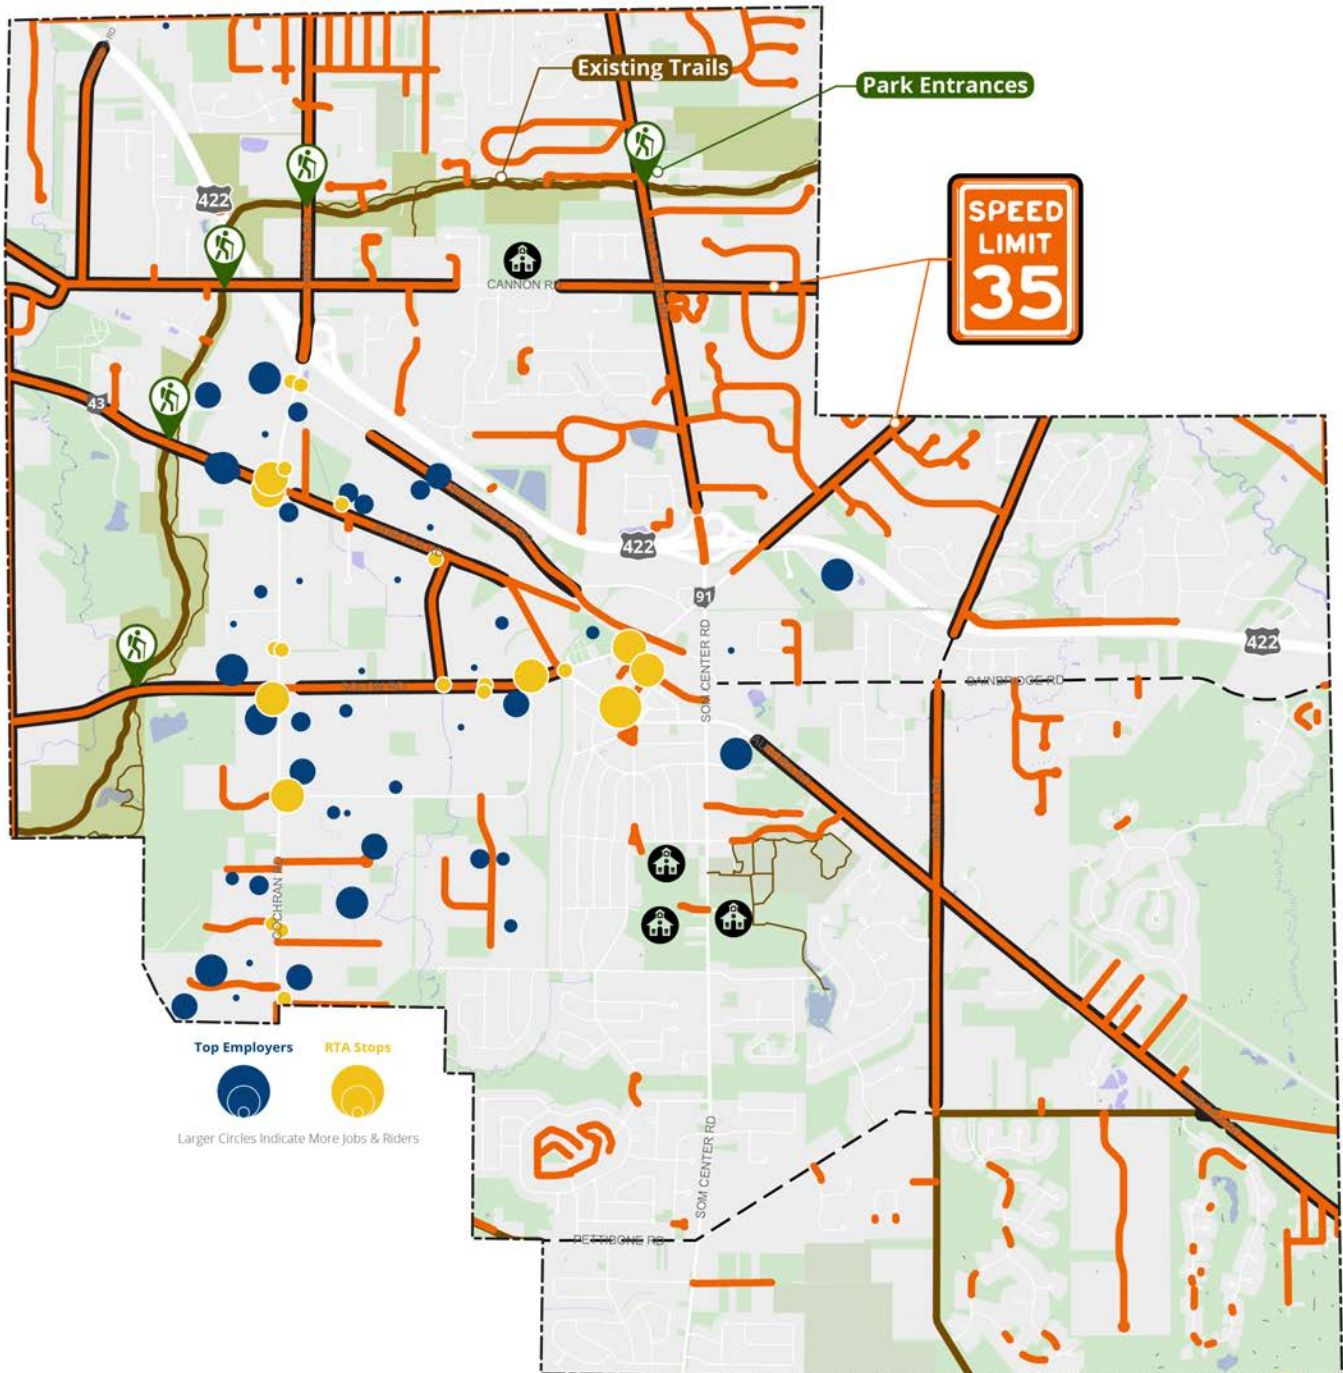 Existing Trails
Park Entrances
SPEED
LIMIT
35
422
CANNON RD
43
422
91
SOM CENTER RD
422
BAINBRIDGE RD
COCHRAN RD
Top Employers
RTA Stops
Larger Circles Indicate More Jobs & Riders
SOM CENTER RD
PETTIBONE RD